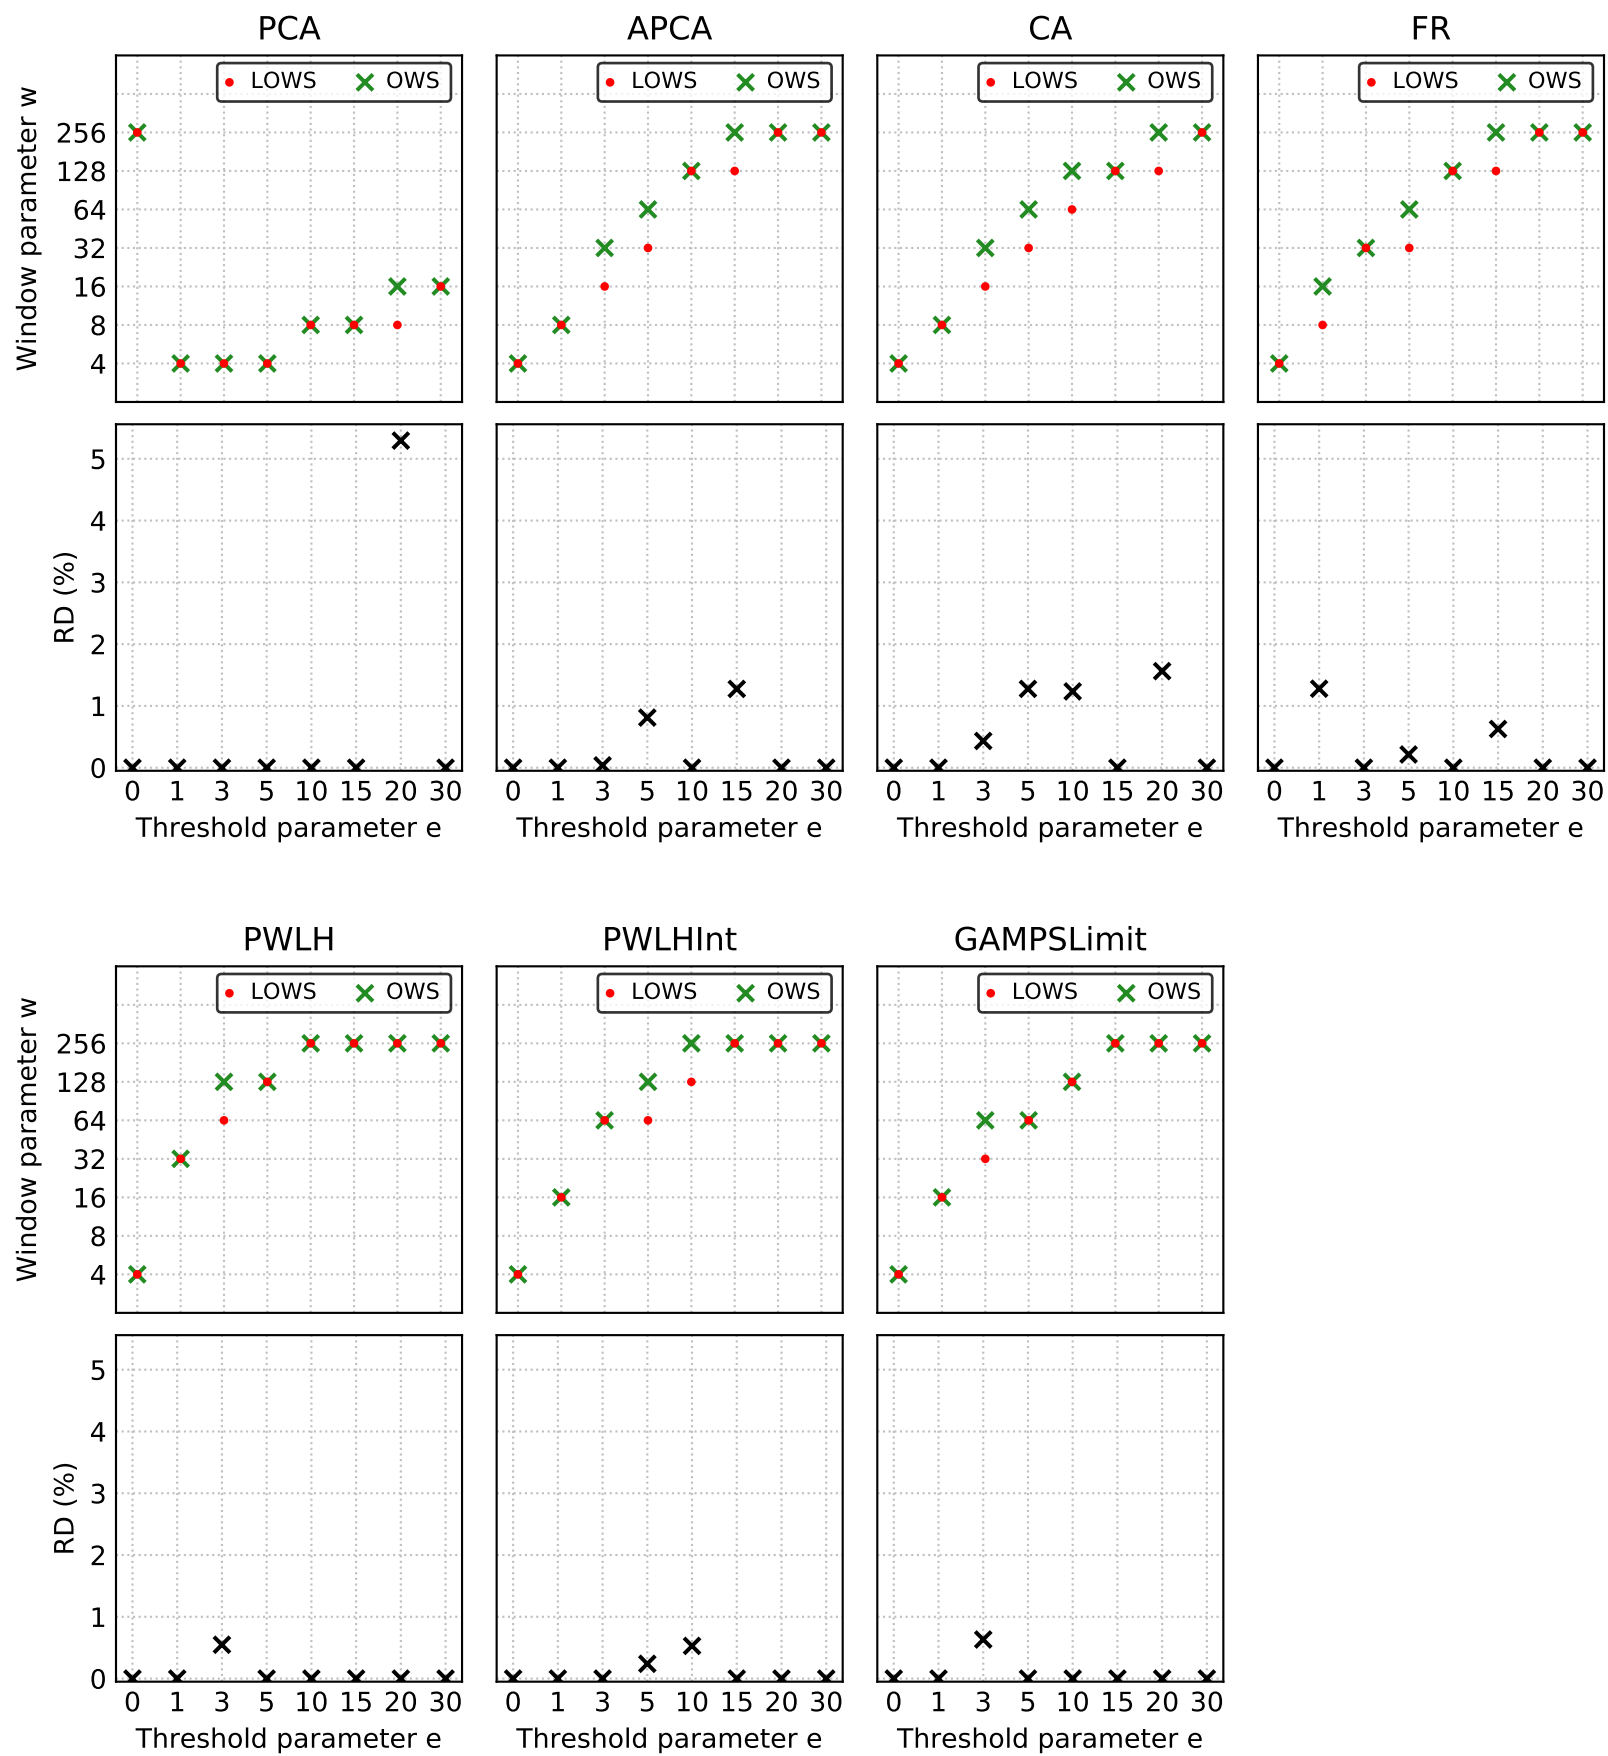 PCA APCA CA FR
LOWS OWS LOWS OWS LOWS OWS LOWS OWS
Window parameter w
256
128
64
32
16
8
4
RD (%)
5
4
3
2
1
0
0 1 3 5 10 15 20 30 0 1 3 5 10 15 20 30 0 1 3 5 10 15 20 30 0 1 3 5 10 15 20 30
Threshold parameter e Threshold parameter e Threshold parameter e Threshold parameter e
PWLH PWLHInt GAMPSLimit
LOWS OWS LOWS OWS LOWS OWS
Window parameter w
256
128
64
32
16
8
4
RD (%)
5
4
3
2
1
0
0 1 3 5 10 15 20 30 0 1 3 5 10 15 20 30 0 1 3 5 10 15 20 30
Threshold parameter e Threshold parameter e Threshold parameter e